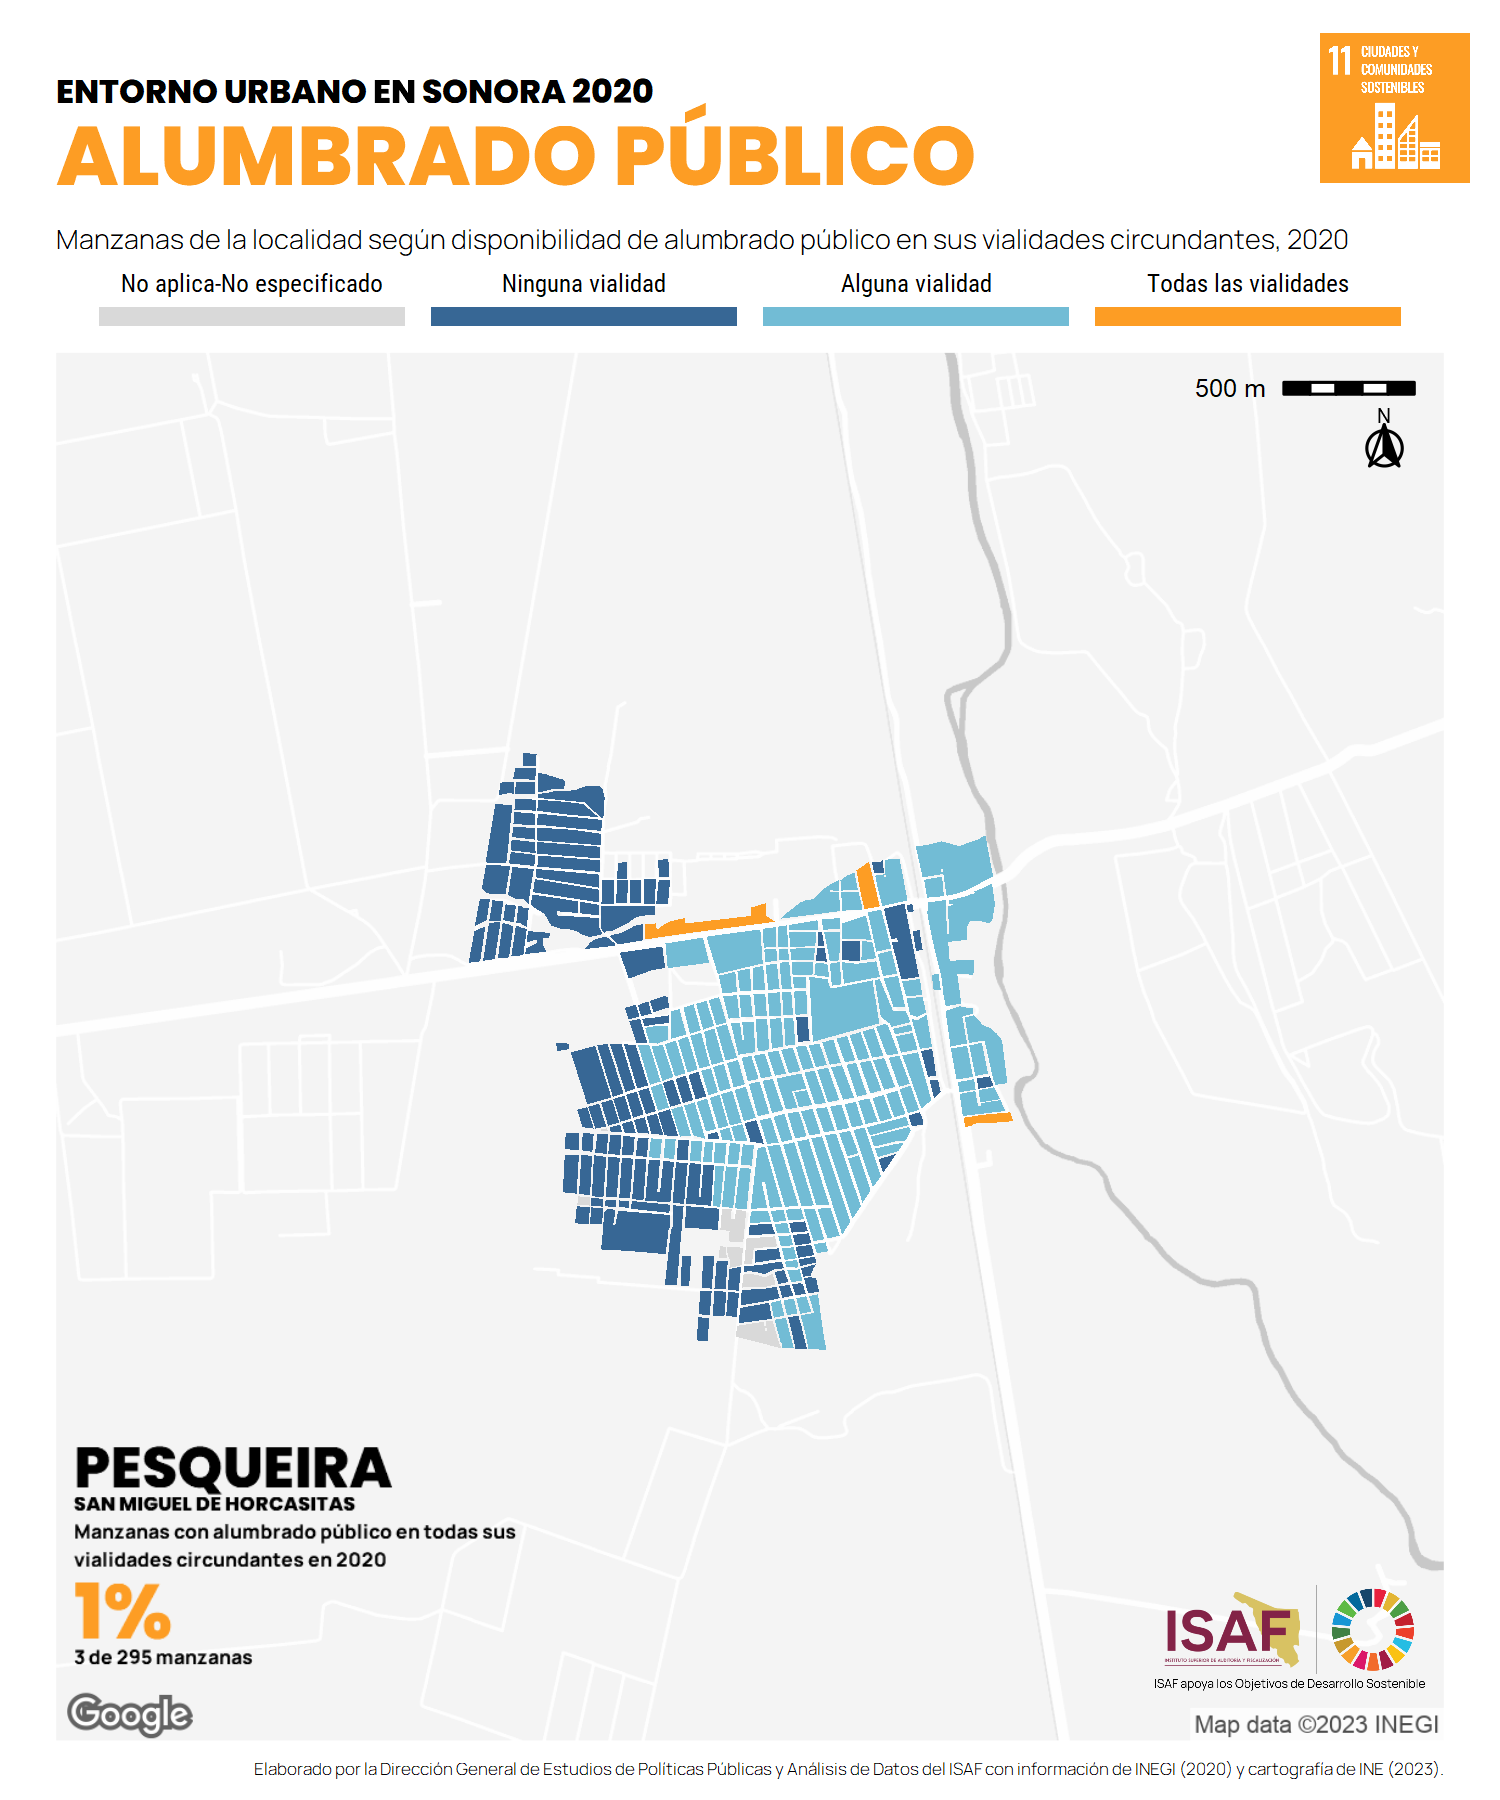 11 CIUDADES Y
COMUNIDADES
SOSTENIBLES
ENTORNO URBANO EN SONORA 2020
ALUMBRADO PÚBLICO
Manzanas de la localidad según disponibilidad de alumbrado público en sus vialidades circundantes, 2020
No aplica-No especificado Ninguna vialidad Alguna vialidad Todas las vialidades
500 m
N
PESQUEIRA
SAN MIGUEL DE HORCASITAS
Manzanas con alumbrado público en todas sus
vialidades circundantes en 2020
1%
3 de 295 manzanas
ISAF
INSTITUTO SUPERIOR DE AUDITORÍA Y FISCALIZACIÓN
ISAF apoya los Objetivos de Desarrollo Sostenible
Google
Map data ©2023 INEGI
Elaborado por la Dirección General de Estudios de Políticas Públicas y Análisis de Datos del ISAF con información de INEGI (2020) y cartografía de INE (2023).